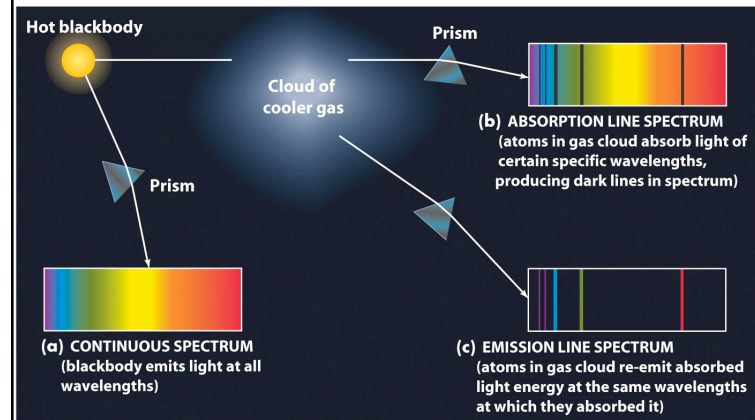 Hot blackbody
Prism
Cloud of
cooler gas
(b) ABSORPTION LINE SPECTRUM
(atoms in gas cloud absorb light of
certain specific wavelengths,
producing dark lines in spectrum)
Prism
(a) CONTINUOUS SPECTRUM
(blackbody emits light at all
wavelengths)
(c) EMISSION LINE SPECTRUM
(atoms in gas cloud re-emit absorbed
light energy at the same wavelengths
at which they absorbed it)